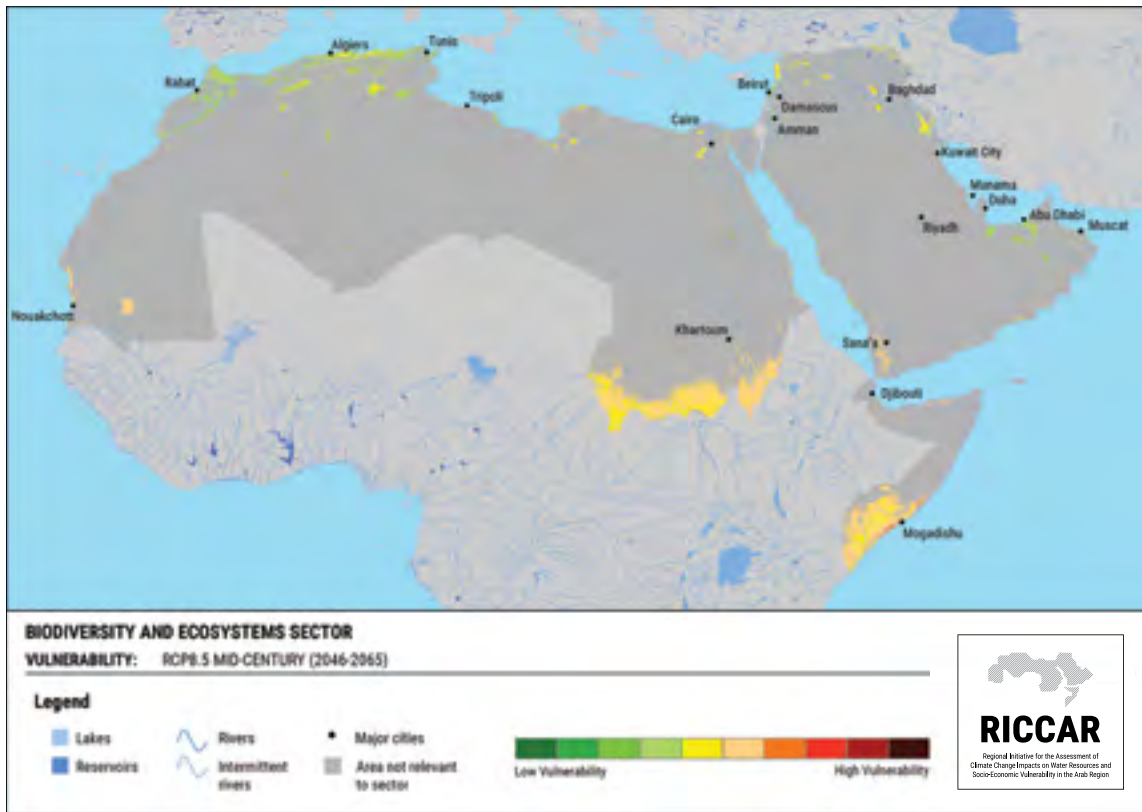 Algiers
Tunis
Rabat
Tripoli
Beirut
Baghdad
Damascus
Cairo
Amman
Kuwait City
Manama
Doha
Abu Dhabi
Muscat
Riyadh
Nouakchott
Khartoum
Sana'a
Djibouti
Mogadishu
BIODIVERSITY AND ECOSYSTEMS SECTOR
VULNERABILITY: RCP8.5 MID-CENTURY (2046-2065)
Legend
Lakes
Rivers
Major cities
Reservoirs
Intermittent
rivers
Area not relevant
to sector
Low Vulnerability
High Vulnerability
RICCAR
Regional Initiative for the Assessment of
Climate Change Impacts on Water Resources and
Socio-Economic Vulnerability in the Arab Region